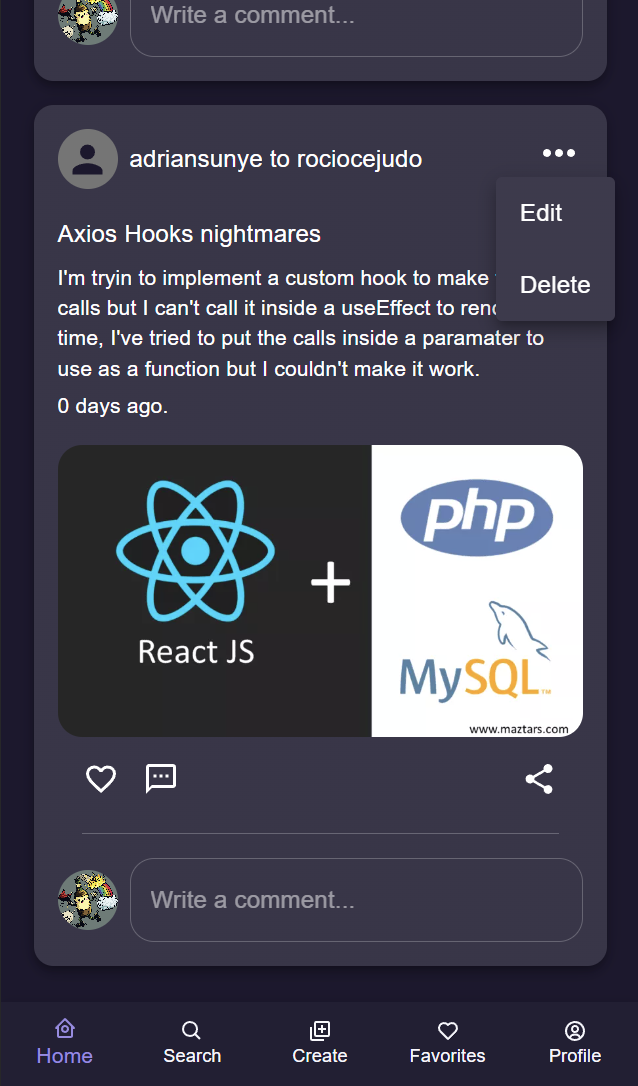 Write a comment...
adriansunye to rociocejudo
Edit
Delete
Axios Hooks nightmares
I'm tryin to implement a custom hook to make
calls but I can't call it inside a useEffect to
time, I've tried to put the calls inside a paramater to
use as a function but I couldn't make it work.
0 days ago.
React JS
+
php
MySQL™
www.maztars.com
Write a comment...
Home
Search
Create
Favorites
Profile